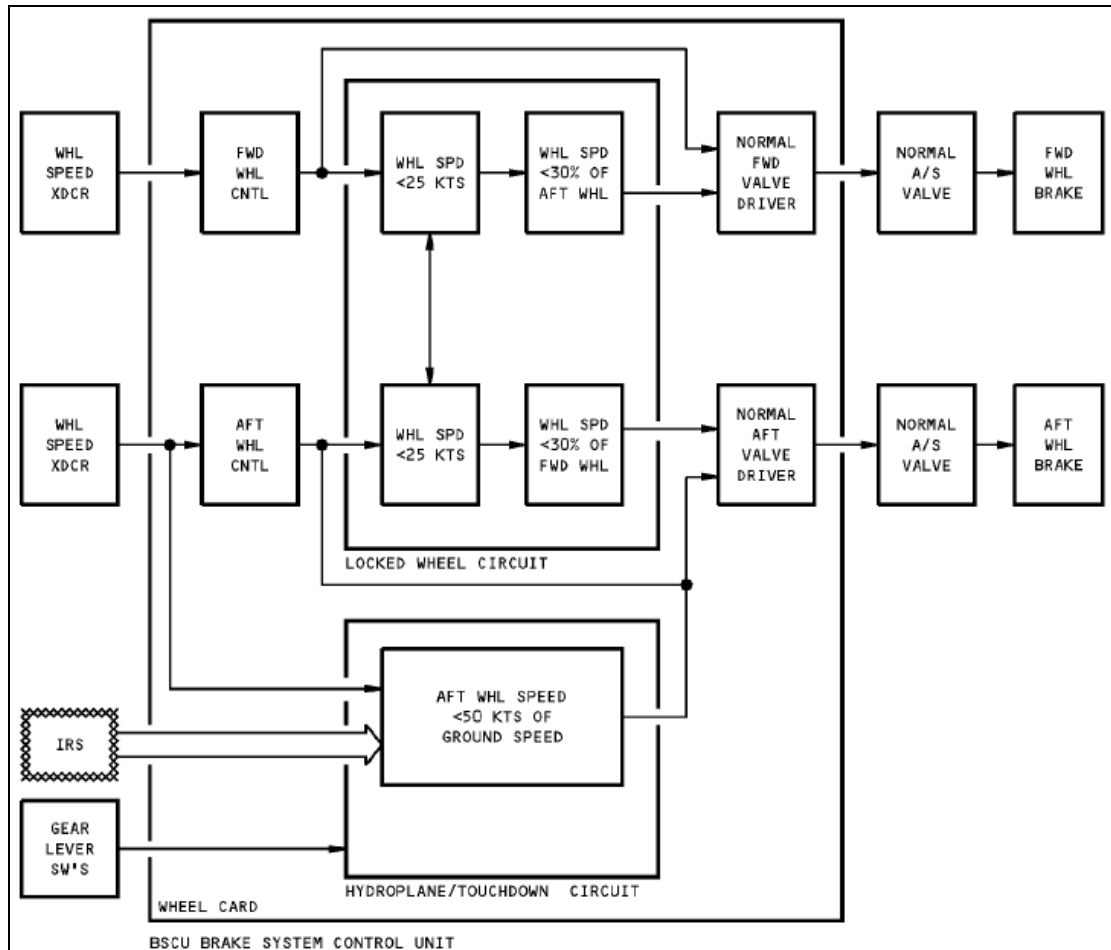 WHL
SPEED
XDCR
FWD
WHL
CNTL
WHL SPD
<25 KTS
WHL SPD
<30% OF
AFT WHL
NORMAL
FWD
VALVE
DRIVER
NORMAL
A/S
VALVE
FWD
WHL
BRAKE
WHL
SPEED
XDCR
AFT
WHL
CNTL
WHL SPD
<25 KTS
WHL SPD
<30% OF
FWD WHL
NORMAL
AFT
VALVE
DRIVER
NORMAL
A/S
VALVE
AFT
WHL
BRAKE
LOCKED WHEEL CIRCUIT
AFT WHL SPEED
<50 KTS OF
GROUND SPEED
IRS
GEAR
LEVER
SW'S
HYDROPLANE/TOUCHDOWN CIRCUIT
WHEEL CARD
BSCU BRAKE SYSTEM CONTROL UNIT